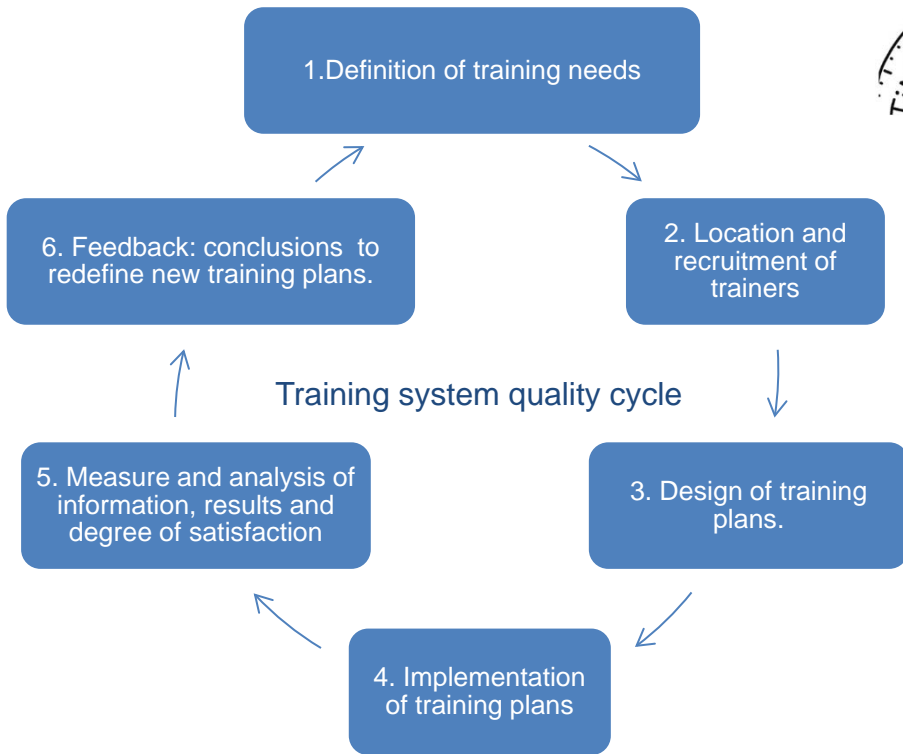 1.Definition of training needs
2. Location and
recruitment of
trainers
3. Design of training
plans.
4. Implementation
of training plans
5. Measure and analysis of
information, results and
degree of satisfaction
6. Feedback: conclusions to
redefine new training plans.
Training system quality cycle